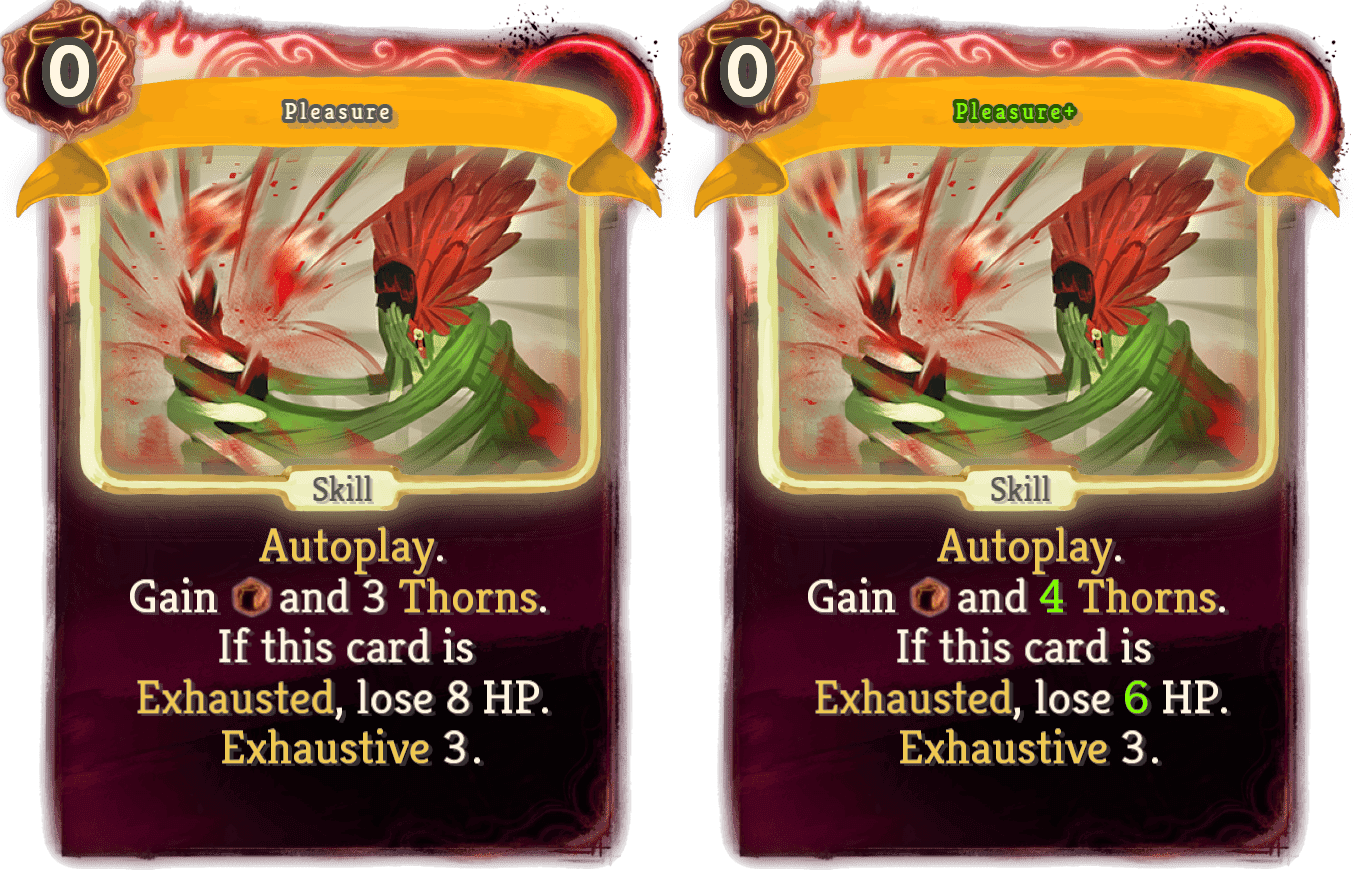 0
Pleasure
Skill
Autoplay.
Gain and 3 Thorns.
If this card is
Exhausted, lose 8 HP.
Exhaustive 3.
0
Pleasure+
Skill
Autoplay.
Gain and 4 Thorns.
If this card is
Exhausted, lose 6 HP.
Exhaustive 3.